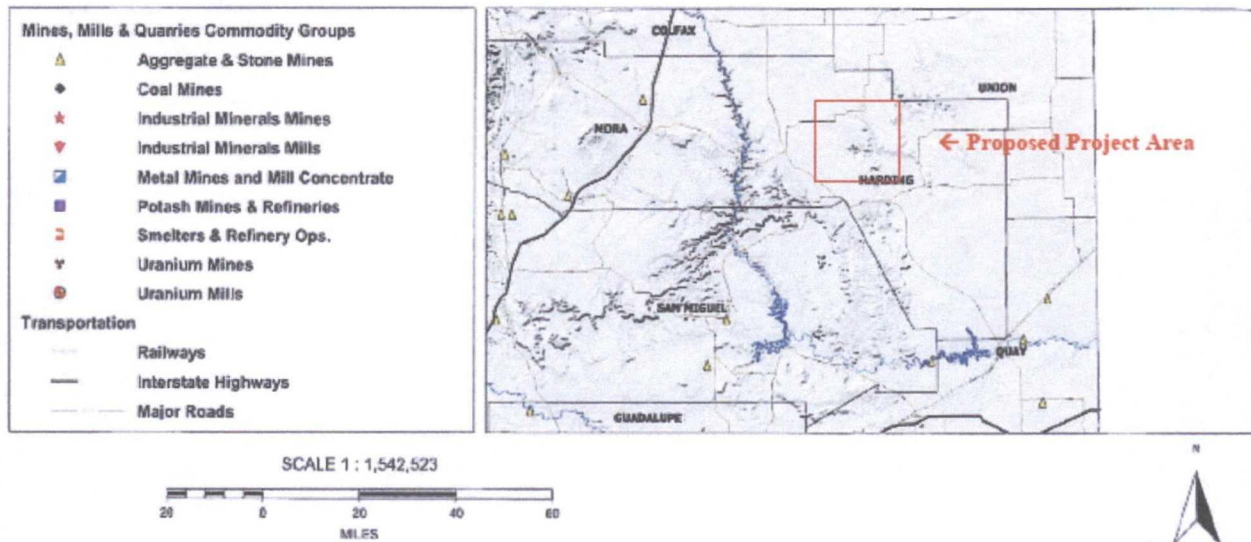 Mines, Mills & Quarries Commodity Groups
Aggregate & Stone Mines
Coal Mines
Industrial Minerals Mines
Industrial Minerals Mills
Metal Mines and Mill Concentrate
Potash Mines & Refineries
Smelters & Refinery Ops.
Uranium Mines
Uranium Mills
Transportation
Railways
Interstate Highways
Major Roads
COLFAX
UNION
MORA
← Proposed Project Area
HARDING
SAN MIGUEL
QUAY
GUADALUPE
SCALE 1 : 1,542,523
20 0 20 40 60
MILES
N